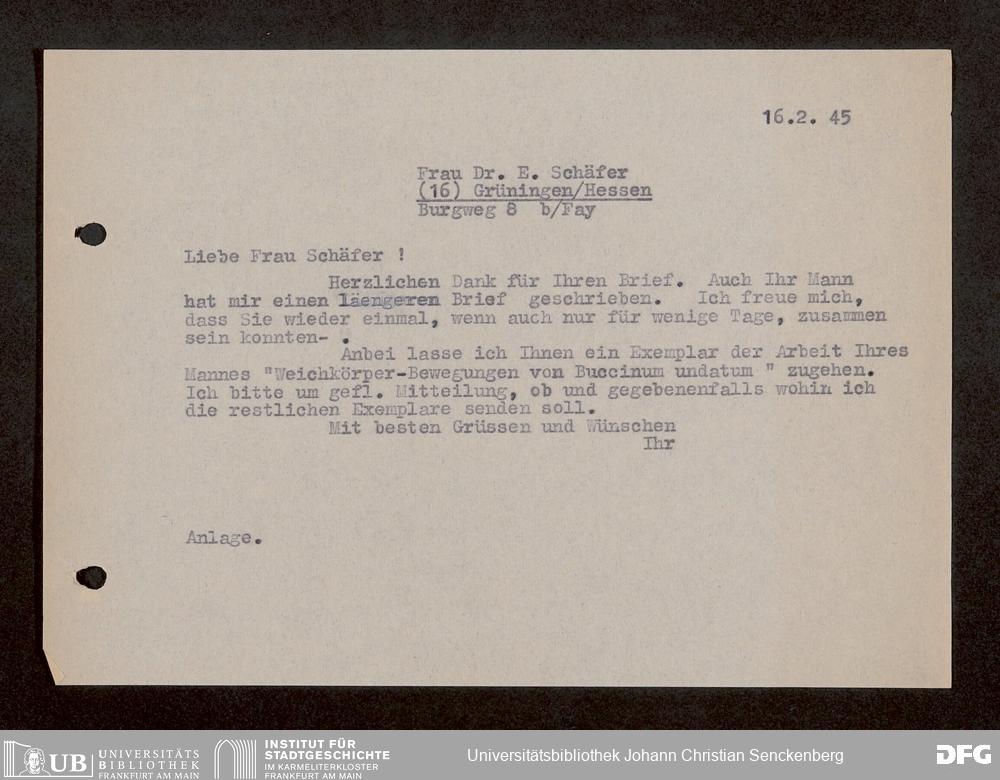 16.2. 45
Frau Dr. E. Schäfer
(16) Grüningen/Hessen
Burgweg 8 b/Fay
Liebe Frau Schäfer !
Herzlichen Dank für Ihren Brief. Auch Ihr Mann
hat mir einen läengeren Brief geschrieben. Ich freue mich,
dass Sie wieder einmal, wenn auch nur für wenige Tage, zusammen
sein konnten- .
Anbei lasse ich Ihnen ein Exemplar der Arbeit Ihres
Mannes "Weichkörper-Bewegungen von Buccinum undatum " zugehen.
Ich bitte um gefl. Mitteilung, ob und gegebenenfalls wohin ich
die restlichen Exemplare senden soll.
Mit besten Grüssen und Wünschen
Ihr
Anlage.
UB UNIVERSITÄTS
BIBLIOTHEK
FRANKFURT AM MAIN
INSTITUT FÜR
STADTGESCHICHTE
IM KARMELITERKLOSTER
FRANKFURT AM MAIN
Universitätsbibliothek Johann Christian Senckenberg
DFG